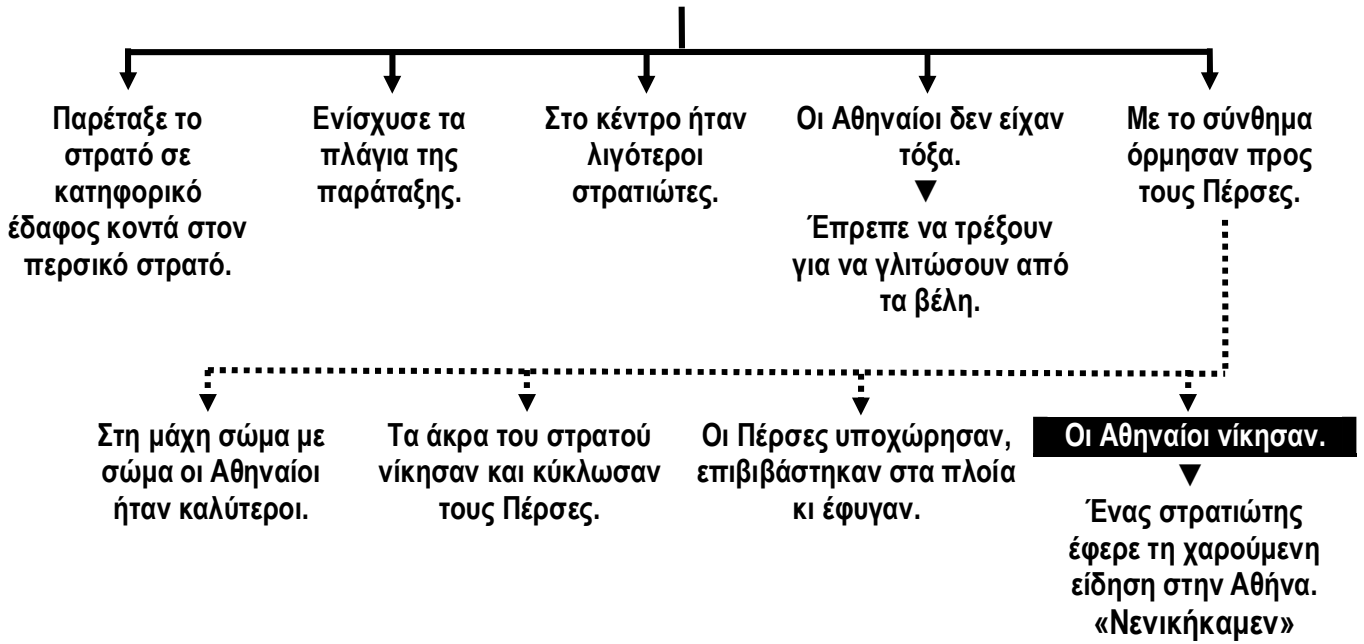 Παρέταξε το
στρατό σε
κατηφορικό
έδαφος κοντά στον
περσικό στρατό.
Ενίσχυσε τα
πλάγια της
παράταξης.
Στο κέντρο ήταν
λιγότεροι
στρατιώτες.
Οι Αθηναίοι δεν είχαν
τόξα.
Έπρεπε να τρέξουν
για να γλιτώσουν από
τα βέλη.
Με το σύνθημα
όρμησαν προς
τους Πέρσες.
Στη μάχη σώμα με
σώμα οι Αθηναίοι
ήταν καλύτεροι.
Τα άκρα του στρατού
νίκησαν και κύκλωσαν
τους Πέρσες.
Οι Πέρσες υποχώρησαν,
επιβιβάστηκαν στα πλοία
κι έφυγαν.
Οι Αθηναίοι νίκησαν.
Ένας στρατιώτης
έφερε τη χαρούμενη
είδηση στην Αθήνα.
«Νενικήκαμεν»